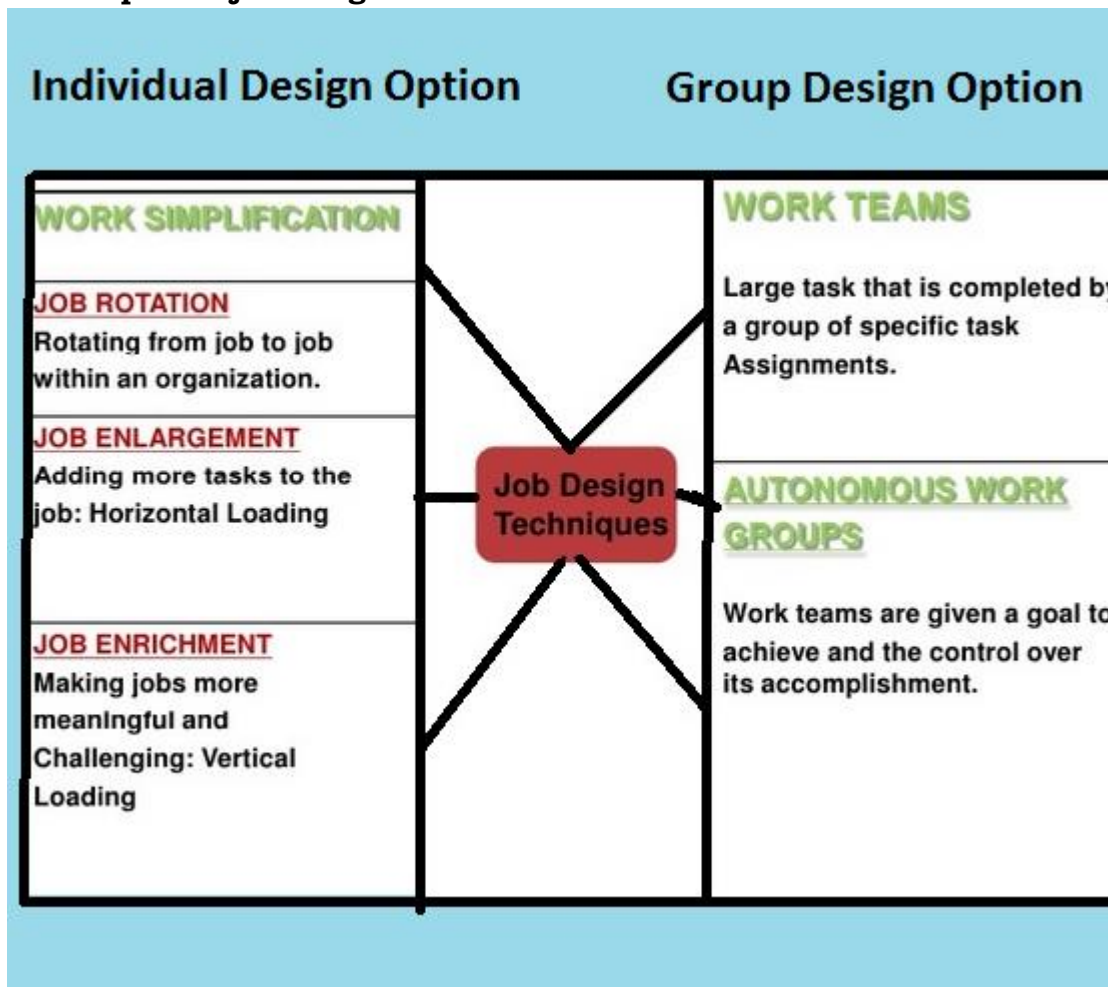 Individual Design Option
Group Design Option
WORK SIMPLIFICATION
JOB ROTATION
Rotating from job to job
within an organization.
JOB ENLARGEMENT
Adding more tasks to the
job: Horizontal Loading
JOB ENRICHMENT
Making jobs more
meaningful and
Challenging: Vertical
Loading
Job Design
Techniques
WORK TEAMS
Large task that is completed by
a group of specific task
Assignments.
AUTONOMOUS WORK
GROUPS
Work teams are given a goal to
achieve and the control over
its accomplishment.